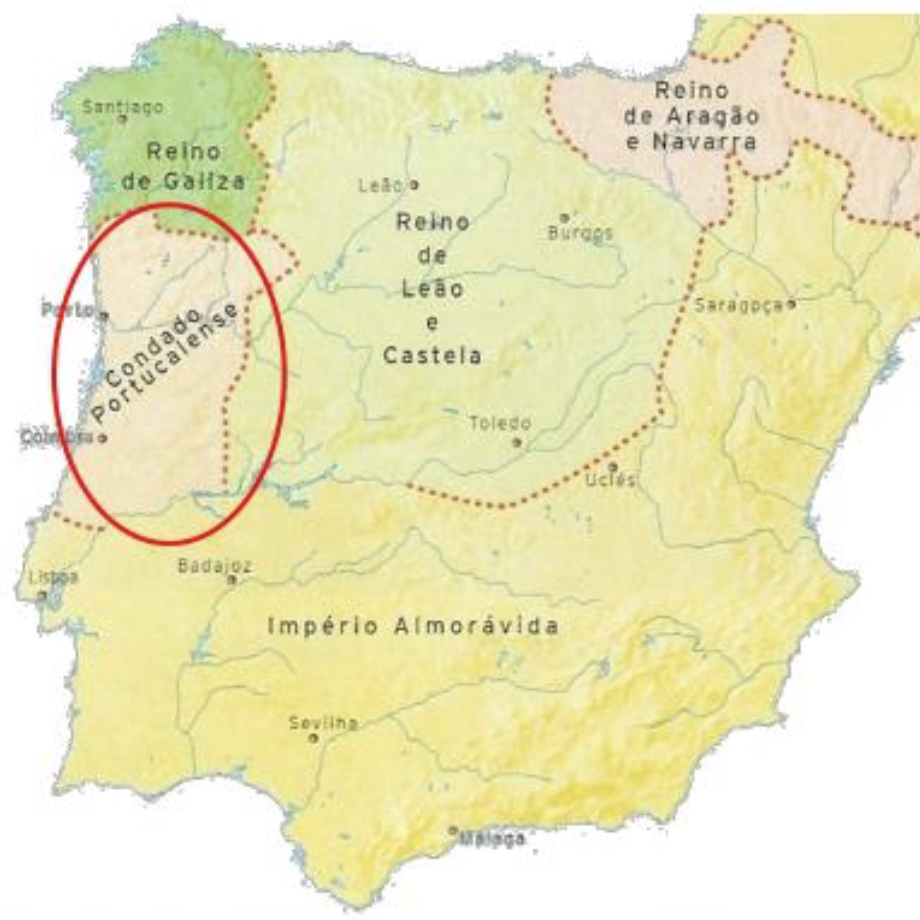 Santiago
Reino
de Galiza
Reino
de Aragão
e Navarra
Leão
Burgos
Reino
de
Leão
e
Castela
Porto
Condado
Portucalense
Saragoça
Coimbra
Toledo
Uclés
Lisboa
Badajoz
Império Almorávida
Sevilha
Málaga